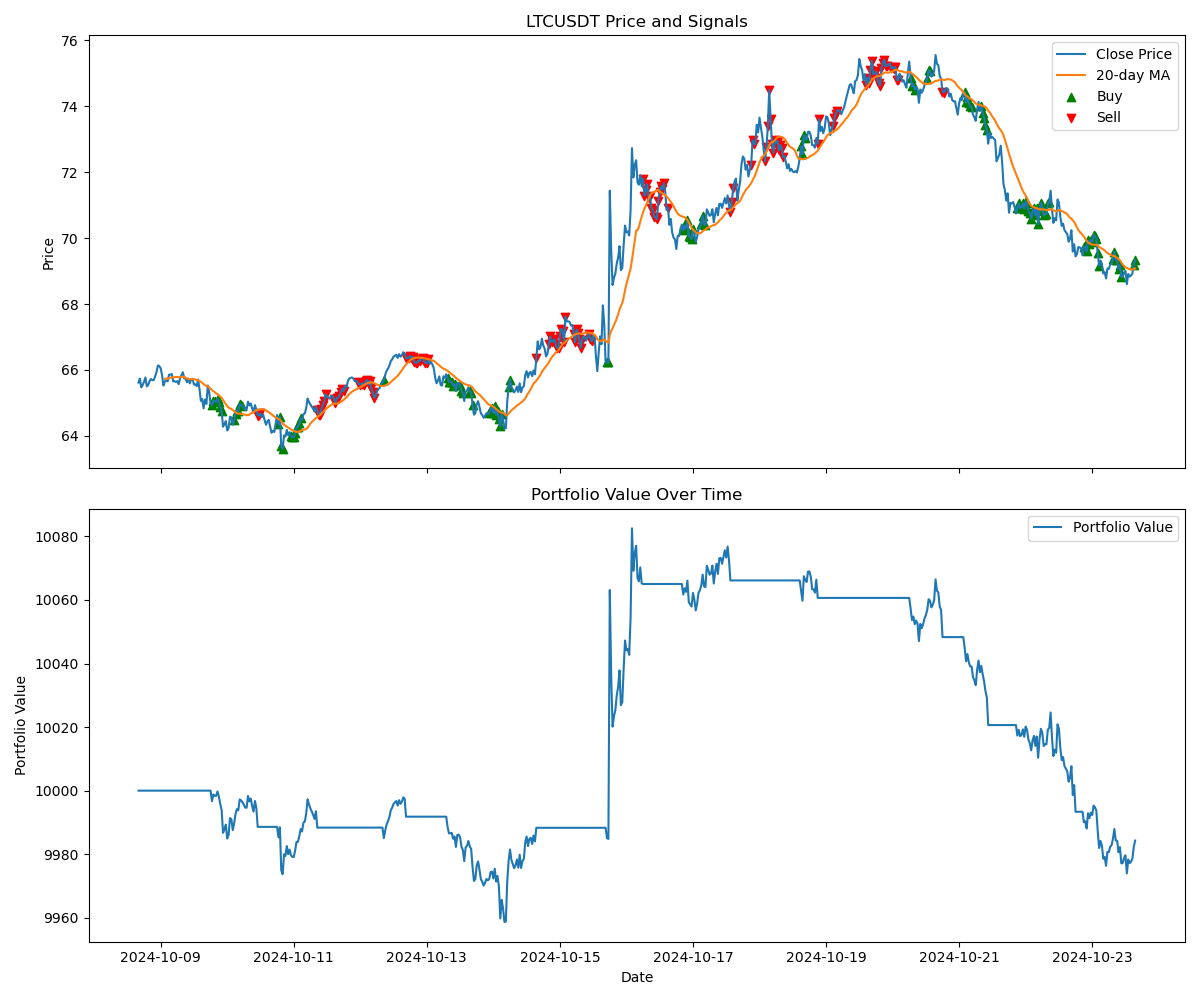 LTCUSDT Price and Signals
76
74
72
70
68
66
64
Price
Close Price
20-day MA
Buy
Sell
Portfolio Value Over Time
10080
10060
10040
10020
10000
9980
9960
Portfolio Value
Portfolio Value
2024-10-09
2024-10-11
2024-10-13
2024-10-15
2024-10-17
2024-10-19
2024-10-21
2024-10-23
Date